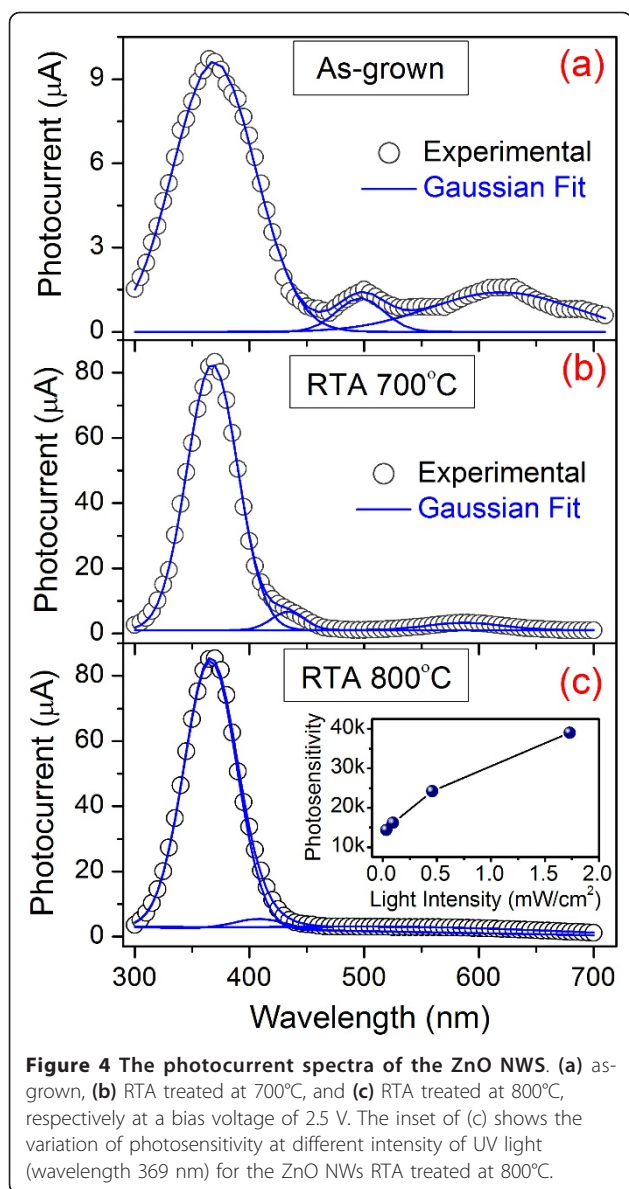 As-grown
(a)
Experimental
Gaussian Fit
Photocurrent (μA)
9
6
3
0
RTA 700°C
(b)
Experimental
Gaussian Fit
Photocurrent (μA)
80
60
40
20
0
RTA 800°C
(c)
Photocurrent (μA)
80
60
40
20
0
Photosensitivity
40k
30k
20k
10k
0.0 0.5 1.0 1.5 2.0
Light Intensity (mW/cm²)
300 400 500 600 700
Wavelength (nm)
Figure 4 The photocurrent spectra of the ZnO NWS. (a) as-
grown, (b) RTA treated at 700°C, and (c) RTA treated at 800°C,
respectively at a bias voltage of 2.5 V. The inset of (c) shows the
variation of photosensitivity at different intensity of UV light
(wavelength 369 nm) for the ZnO NWs RTA treated at 800°C.